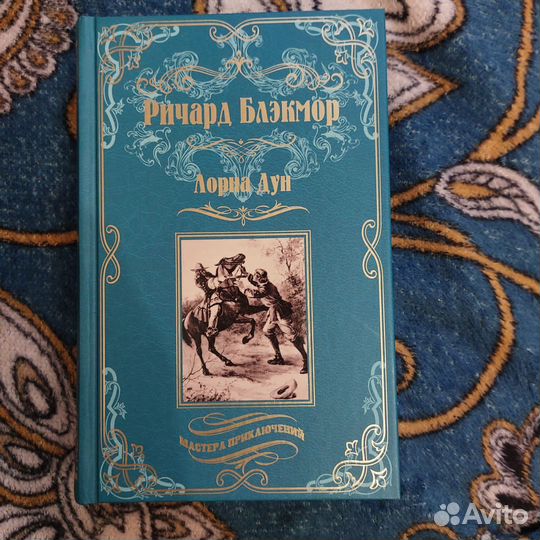 Ричард Блэкмор
Лорна Дун
МАСТЕРА ПРИКЛЮЧЕНИЙ
Avito